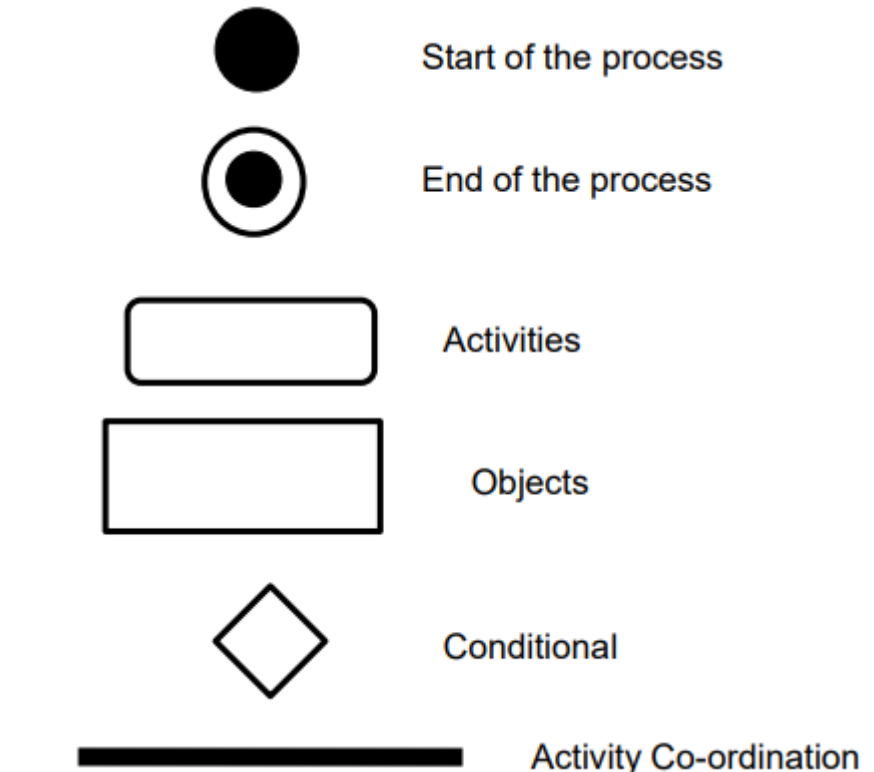 Start of the process
End of the process
Activities
Objects
Conditional
Activity Co-ordination